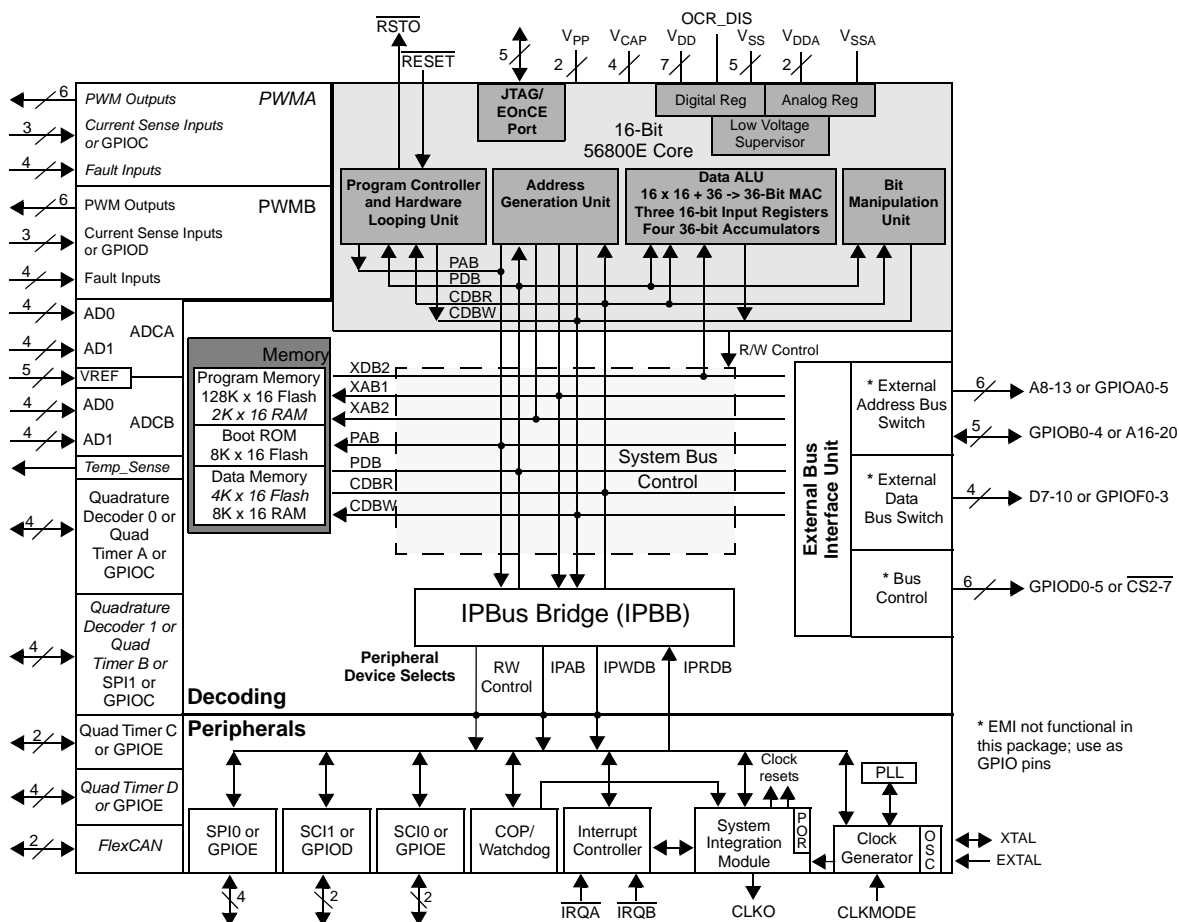 RSTO
RESET
5
VPP
2
VCAP
4
VDD
7
OCR_DIS
VSS
5
VDDA
2
VSSA
6
PWM Outputs
PWMA
3
Current Sense Inputs
or GPIOC
4
Fault Inputs
6
PWM Outputs
PWMB
3
Current Sense Inputs
or GPIOD
4
Fault Inputs
JTAG/
EOnCE
Port
Digital Reg
Analog Reg
Low Voltage
Supervisor
16-Bit
56800E Core
Program Controller
and Hardware
Looping Unit
Address
Generation Unit
Data ALU
16 x 16 + 36 -> 36-Bit MAC
Three 16-bit Input Registers
Four 36-bit Accumulators
Bit
Manipulation
Unit
PAB
PDB
CDBR
CDBW
4
AD0
ADCA
4
AD1
5
VREF
4
AD0
ADCB
4
AD1
Temp_Sense
4
Quadrature
Decoder 0 or
Quad
Timer A or
GPIOC
4
Quadrature
Decoder 1 or
Quad
Timer B or
SPI1 or
GPIOC
2
Quad Timer C
or GPIOE
4
Quad Timer D
or GPIOE
2
FlexCAN
Memory
Program Memory
128K x 16 Flash
2K x 16 RAM
Boot ROM
8K x 16 Flash
Data Memory
4K x 16 Flash
8K x 16 RAM
XDB2
XAB1
XAB2
PAB
PDB
CDBR
CDBW
System Bus
Control
R/W Control
External Bus
Interface Unit
* External
Address Bus
Switch
* External
Data
Bus Switch
* Bus
Control
6
A8-13 or GPIOA0-5
5
GPIOB0-4 or A16-20
4
D7-10 or GPIOF0-3
6
GPIOD0-5 or CS2-7
IPBus Bridge (IPBB)
Peripheral
Device Selects
RW
Control
IPAB
IPWDB
IPRDB
Decoding
Peripherals
* EMI not functional in
this package; use as
GPIO pins
Clock
resets
PLL
SPI0 or
GPIOE
SCI1 or
GPIOD
SCI0 or
GPIOE
COP/
Watchdog
Interrupt
Controller
System
Integration
Module
POR
Clock
Generator
OSC
XTAL
EXTAL
4
2
2
IRQA
IRQB
CLKO
CLKMODE